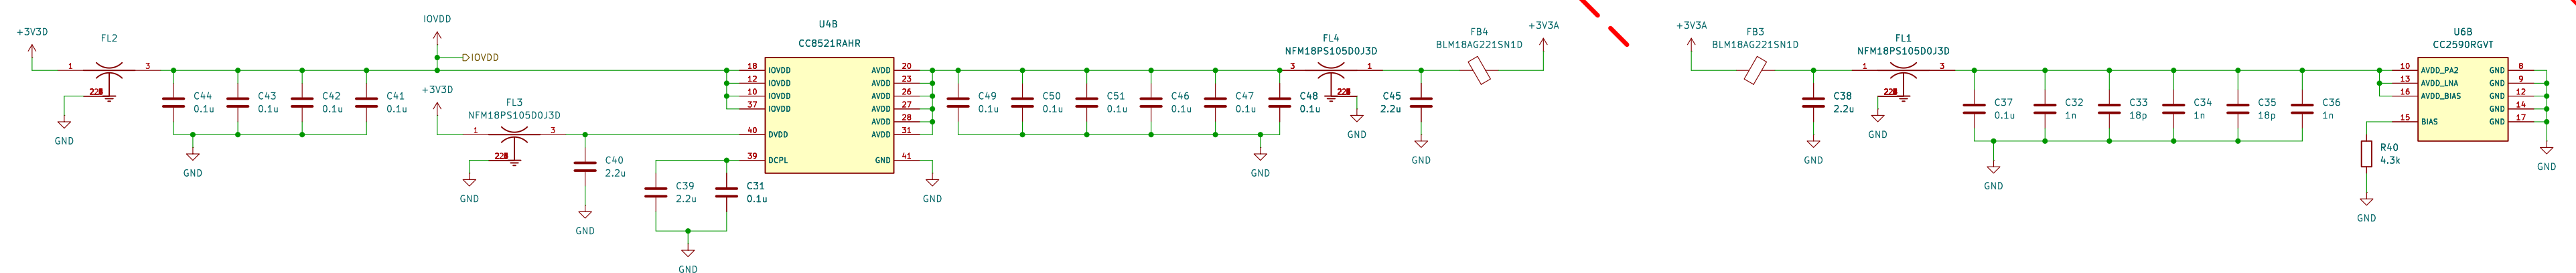 +3V3D
FL2
1
3
225
GND
C44
0.1u
C43
0.1u
C42
0.1u
C41
0.1u
GND
IOVDD
IOVDD
+3V3D
FL3
NFM18PS105D0J3D
1
3
GND
C40
2.2u
GND
U4B
CC8521RAHR
18 IOVDD
12 IOVDD
10 IOVDD
37 IOVDD
40 DVDD
39 DCPL
AVDD 20
AVDD 23
AVDD 26
AVDD 27
AVDD 28
AVDD 31
GND 41
C39
2.2u
C31
0.1u
GND
GND
C49
0.1u
C50
0.1u
C51
0.1u
C46
0.1u
C47
0.1u
C48
0.1u
GND
FL4
NFM18PS105D0J3D
3
1
GND
C45
2.2u
GND
FB4
BLM18AG221SN1D
+3V3A
+3V3A
FB3
BLM18AG221SN1D
C38
2.2u
GND
FL1
NFM18PS105D0J3D
1
3
GND
C37
0.1u
C32
1n
C33
18p
C34
1n
C35
18p
C36
1n
GND
U6B
CC2590RGVT
10 AVDD_PA2
13 AVDD_LNA
16 AVDD_BIAS
15 BIAS
GND 8
GND 9
GND 12
GND 14
GND 17
R40
4.3k
GND
GND